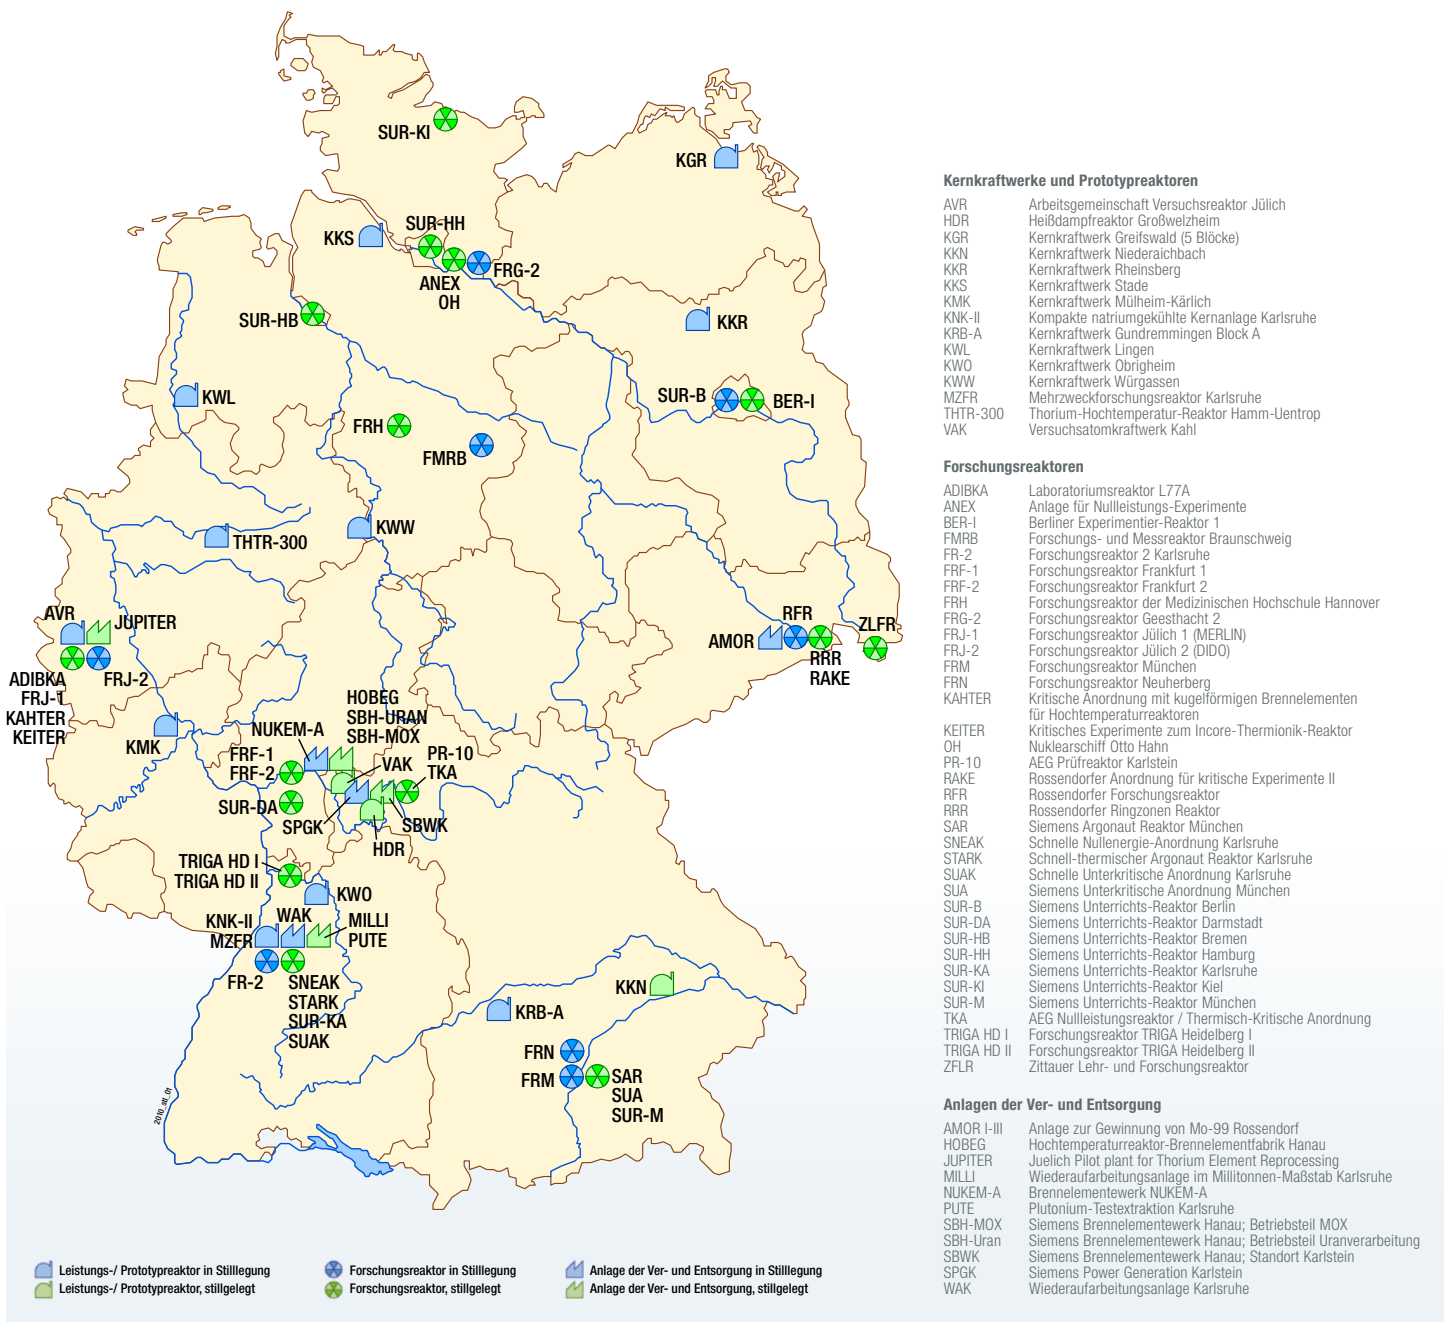 SUR-KI
KGR
SUR-HH
KKS
FRG-2
ANEX
OH
SUR-HB
KKR
KWL
SUR-B
BER-I
FRH
FMRB
KWW
THTR-300
AVR
JUPITER
RFR
ZLFR
AMOR
RRR
RAKE
ADIBKA
FRJ-1
KAHTER
KEITER
FRJ-2
HOBEG
SBH-URAN
SBH-MOX
NUKEM-A
KMK
FRF-1
FRF-2
VAK
PR-10
TKA
SUR-DA
SPGK
SBWK
HDR
TRIGA HD I
TRIGA HD II
KWO
KNK-II
MZFR
WAK
MILLI
PUTE
FR-2
SNEAK
STARK
SUR-KA
SUAK
KKN
KRB-A
FRN
FRM
SAR
SUA
SUR-M
2010_stl_01
Leistungs-/ Prototypreaktor in Stilllegung
Leistungs-/ Prototypreaktor, stillgelegt
Forschungsreaktor in Stilllegung
Forschungsreaktor, stillgelegt
Anlage der Ver- und Entsorgung in Stilllegung
Anlage der Ver- und Entsorgung, stillgelegt
Kernkraftwerke und Prototypreaktoren
AVR Arbeitsgemeinschaft Versuchsreaktor Jülich
HDR Heißdampfreaktor Großwelzheim
KGR Kernkraftwerk Greifswald (5 Blöcke)
KKN Kernkraftwerk Niederaichbach
KKR Kernkraftwerk Rheinsberg
KKS Kernkraftwerk Stade
KMK Kernkraftwerk Mülheim-Kärlich
KNK-II Kompakte natriumgekühlte Kernanlage Karlsruhe
KRB-A Kernkraftwerk Gundremmingen Block A
KWL Kernkraftwerk Lingen
KWO Kernkraftwerk Obrigheim
KWW Kernkraftwerk Würgassen
MZFR Mehrzweckforschungsreaktor Karlsruhe
THTR-300 Thorium-Hochtemperatur-Reaktor Hamm-Uentrop
VAK Versuchsatomkraftwerk Kahl
Forschungsreaktoren
ADIBKA Laboratoriumsreaktor L77A
ANEX Anlage für Nullleistungs-Experimente
BER-I Berliner Experimentier-Reaktor 1
FMRB Forschungs- und Messreaktor Braunschweig
FR-2 Forschungsreaktor 2 Karlsruhe
FRF-1 Forschungsreaktor Frankfurt 1
FRF-2 Forschungsreaktor Frankfurt 2
FRH Forschungsreaktor der Medizinischen Hochschule Hannover
FRG-2 Forschungsreaktor Geesthacht 2
FRJ-1 Forschungsreaktor Jülich 1 (MERLIN)
FRJ-2 Forschungsreaktor Jülich 2 (DIDO)
FRM Forschungsreaktor München
FRN Forschungsreaktor Neuherberg
KAHTER Kritische Anordnung mit kugelförmigen Brennelementen
für Hochtemperaturreaktoren
KEITER Kritisches Experimente zum Incore-Thermionik-Reaktor
OH Nuklearschiff Otto Hahn
PR-10 AEG Prüfreaktor Karlstein
RAKE Rossendorfer Anordnung für kritische Experimente II
RFR Rossendorfer Forschungsreaktor
RRR Rossendorfer Ringzonen Reaktor
SAR Siemens Argonaut Reaktor München
SNEAK Schnelle Nullenergie-Anordnung Karlsruhe
STARK Schnell-thermischer Argonaut Reaktor Karlsruhe
SUAK Schnelle Unterkritische Anordnung Karlsruhe
SUA Siemens Unterkritische Anordnung München
SUR-B Siemens Unterrichts-Reaktor Berlin
SUR-DA Siemens Unterrichts-Reaktor Darmstadt
SUR-HB Siemens Unterrichts-Reaktor Bremen
SUR-HH Siemens Unterrichts-Reaktor Hamburg
SUR-KA Siemens Unterrichts-Reaktor Karlsruhe
SUR-KI Siemens Unterrichts-Reaktor Kiel
SUR-M Siemens Unterrichts-Reaktor München
TKA AEG Nullleistungsreaktor / Thermisch-Kritische Anordnung
TRIGA HD I Forschungsreaktor TRIGA Heidelberg I
TRIGA HD II Forschungsreaktor TRIGA Heidelberg II
ZFLR Zittauer Lehr- und Forschungsreaktor
Anlagen der Ver- und Entsorgung
AMOR I-III Anlage zur Gewinnung von Mo-99 Rossendorf
HOBEG Hochtemperaturreaktor-Brennelementfabrik Hanau
JUPITER Juelich Pilot plant for Thorium Element Reprocessing
MILLI Wiederaufarbeitungsanlage im Millitonnen-Maßstab Karlsruhe
NUKEM-A Brennelementewerk NUKEM-A
PUTE Plutonium-Testextraktion Karlsruhe
SBH-MOX Siemens Brennelementewerk Hanau; Betriebsteil MOX
SBH-Uran Siemens Brennelementewerk Hanau; Betriebsteil Uranverarbeitung
SBWK Siemens Brennelementewerk Hanau; Standort Karlstein
SPGK Siemens Power Generation Karlstein
WAK Wiederaufarbeitungsanlage Karlsruhe